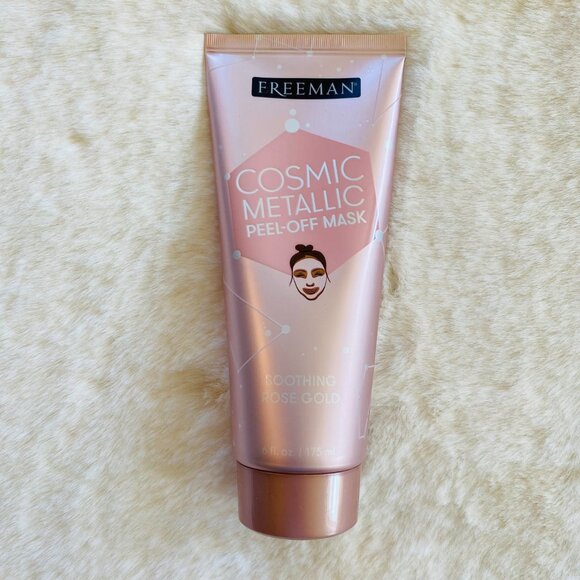 FREEMAN®
COSMIC
METALLIC
PEEL-OFF MASK
SOOTHING
ROSE GOLD
6 fl. oz / 175 ml